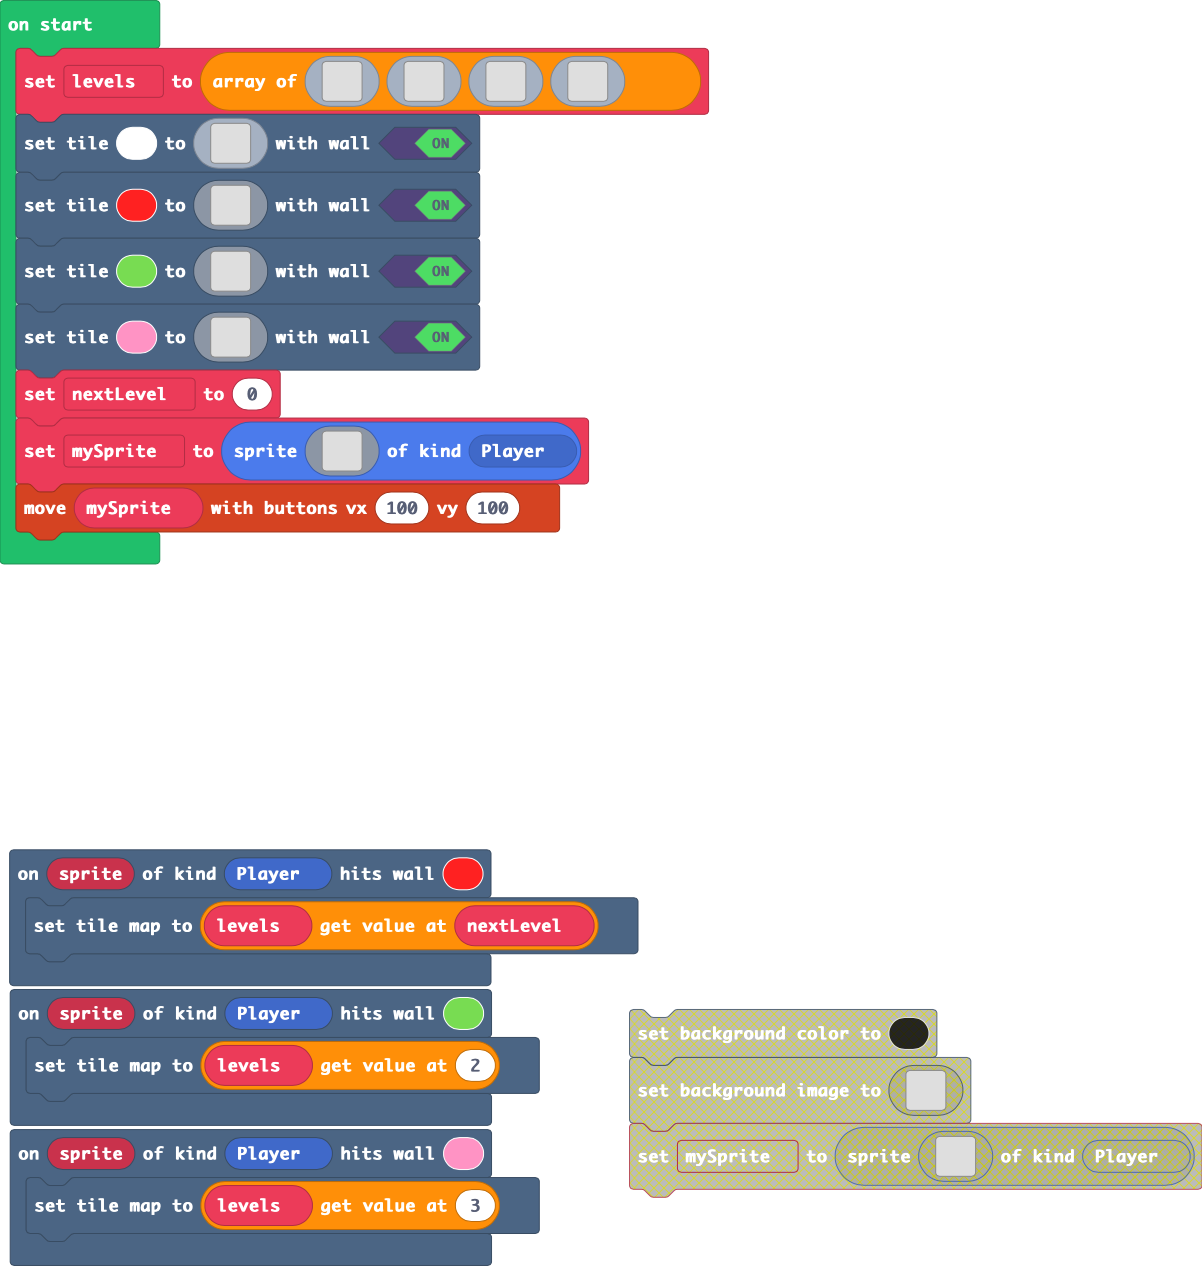 on start
set levels to array of
set tile to with wall ON
set tile to with wall ON
set tile to with wall ON
set tile to with wall ON
set nextLevel to 0
set mySprite to sprite of kind Player
move mySprite with buttons vx 100 vy 100
on sprite of kind Player hits wall
set tile map to levels get value at nextLevel
on sprite of kind Player hits wall
set tile map to levels get value at 2
on sprite of kind Player hits wall
set tile map to levels get value at 3
set background color to
set background image to
set mySprite to sprite of kind Player